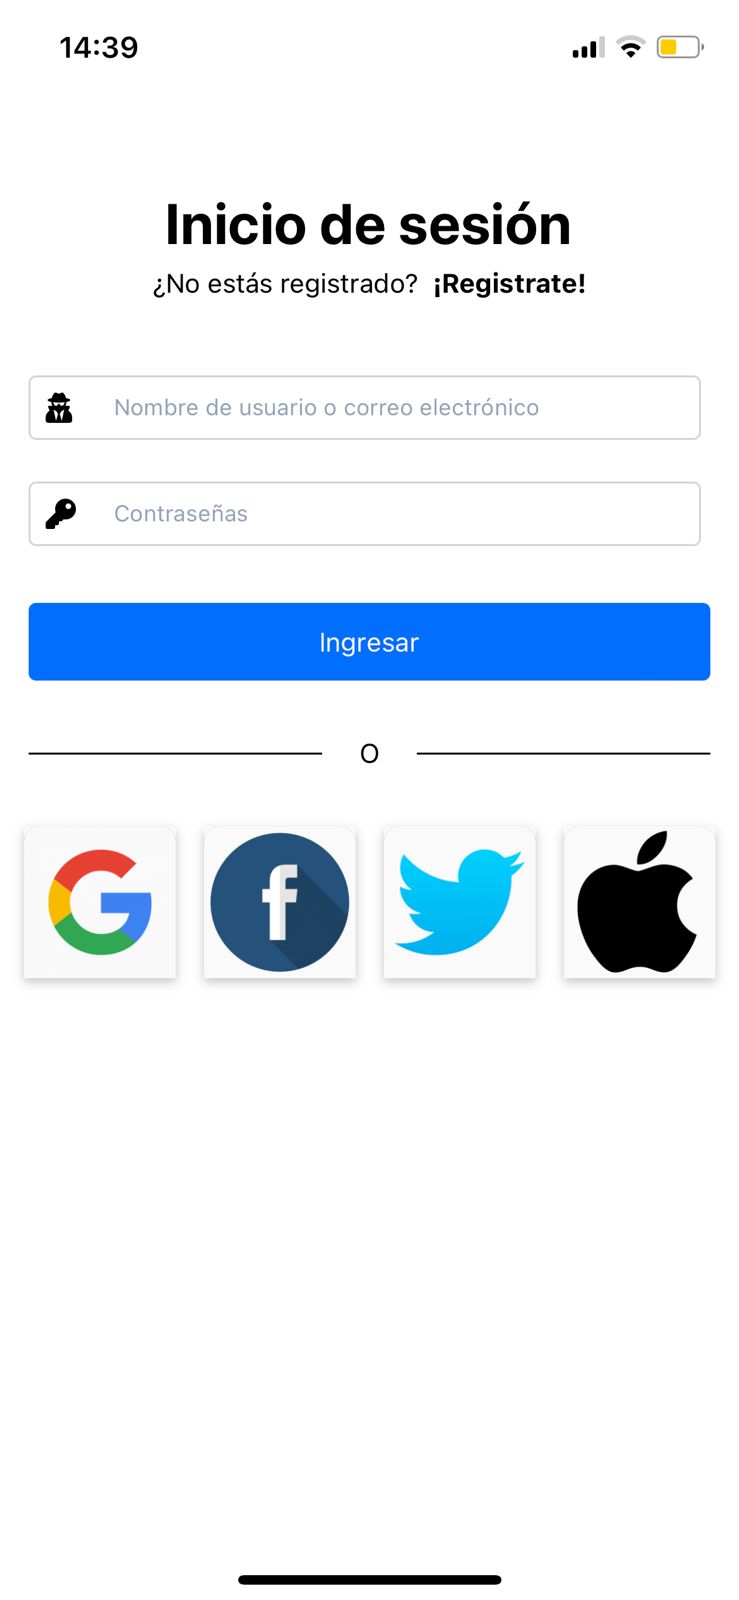 14:39
Inicio de sesión
¿No estás registrado? ¡Registrate!
Nombre de usuario o correo electrónico
Contraseñas
Ingresar
O